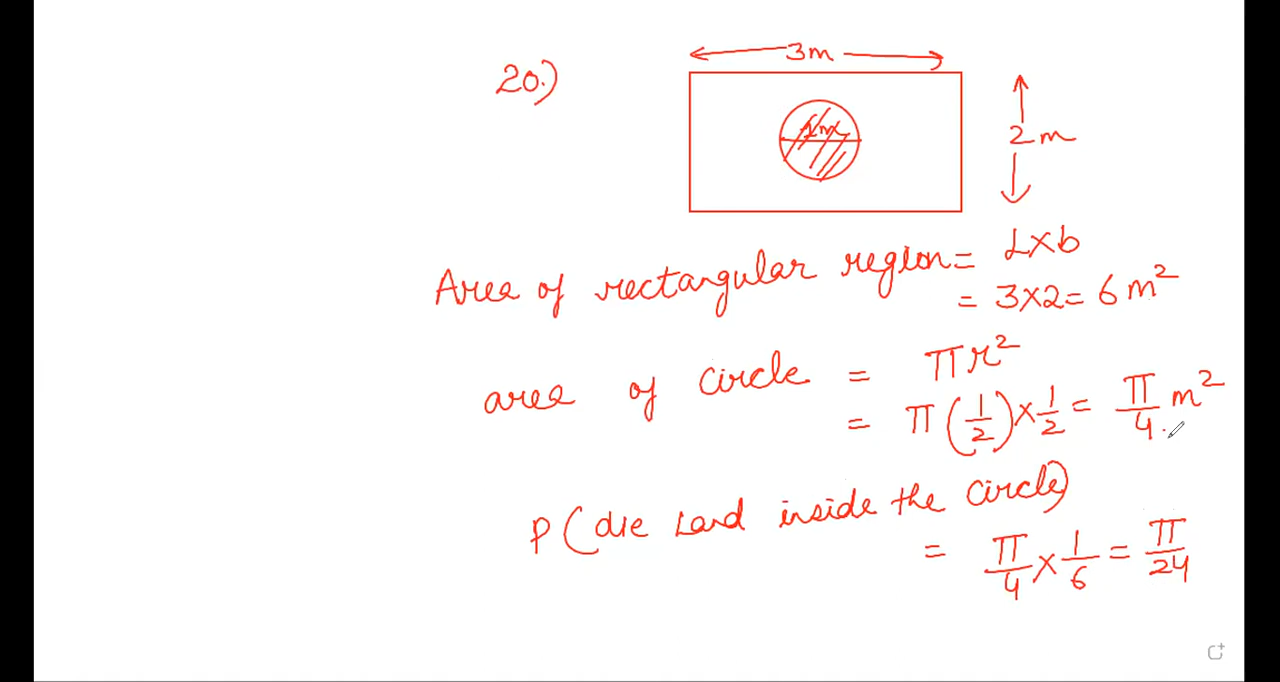 20.)
3m
1m
2m
Area of rectangular region = L×b
= 3×2 = 6 m²
area of circle = πr²
= π(1/2)×1/2 = π/4 m²
P(die Land inside the circle)
= π/4 × 1/6 = π/24